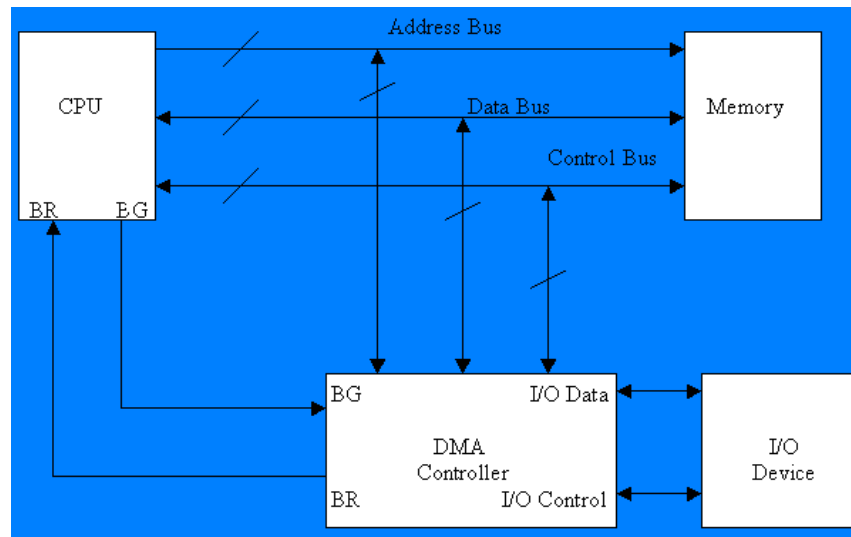 Address Bus
CPU
Data Bus
Memory
Control Bus
BR BG
BG I/O Data
DMA
Controller
I/O
Device
BR I/O Control